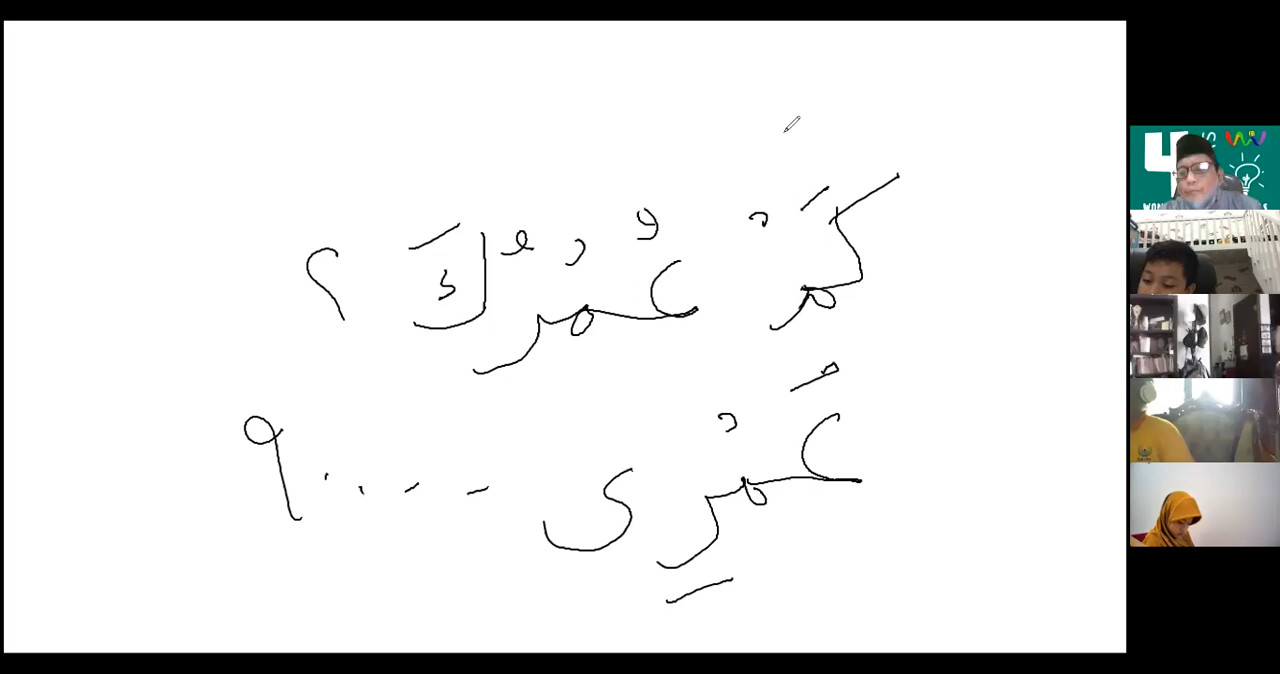 كَمْ عُمْرُكَ ؟
عُمْرِى - - . . ٩